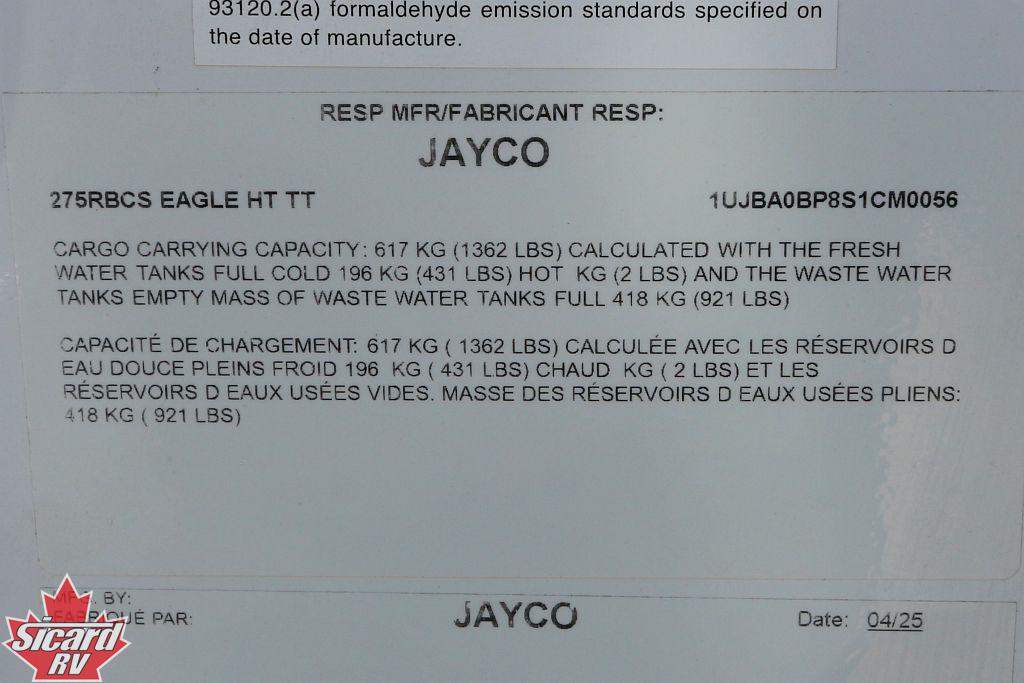 93120.2(a) formaldehyde emission standards specified on
the date of manufacture.
RESP MFR/FABRICANT RESP:
JAYCO
275RBCS EAGLE HT TT 1UJBA0BP8S1CM0056
CARGO CARRYING CAPACITY: 617 KG (1362 LBS) CALCULATED WITH THE FRESH
WATER TANKS FULL COLD 196 KG (431 LBS) HOT KG (2 LBS) AND THE WASTE WATER
TANKS EMPTY MASS OF WASTE WATER TANKS FULL 418 KG (921 LBS)
CAPACITÉ DE CHARGEMENT: 617 KG ( 1362 LBS) CALCULÉE AVEC LES RÉSERVOIRS D
EAU DOUCE PLEINS FROID 196 KG ( 431 LBS) CHAUD KG ( 2 LBS) ET LES
RÉSERVOIRS D EAUX USÉES VIDES. MASSE DES RÉSERVOIRS D EAUX USÉES PLIENS:
418 KG ( 921 LBS)
MFG. BY:
FABRIQUÉ PAR: JAYCO Date: 04/25
Sicard
RV